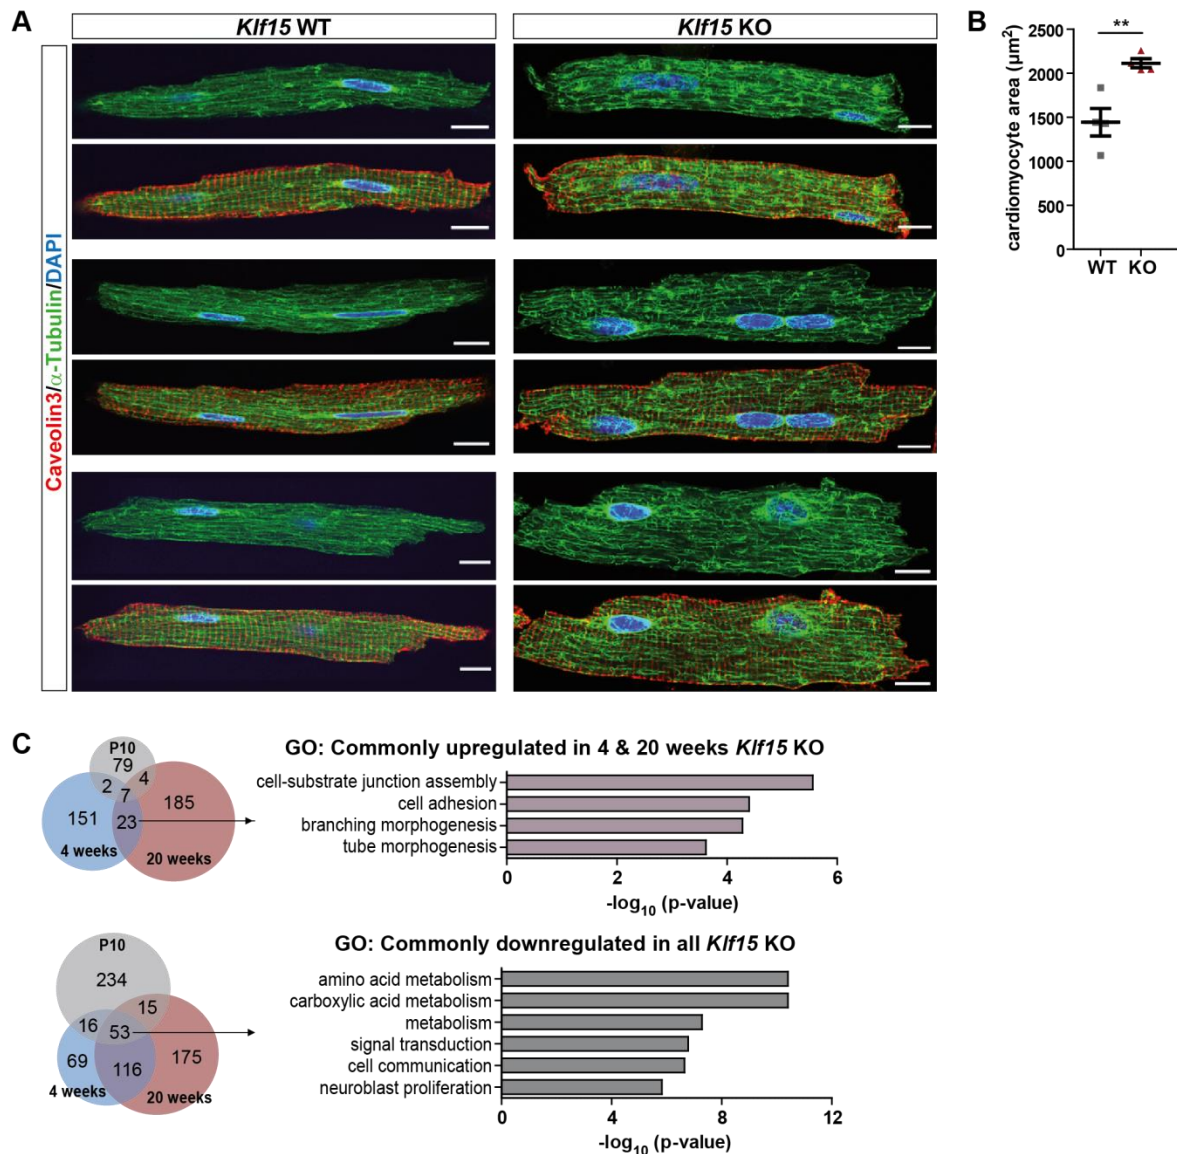 A
Klf15 WT
Klf15 KO
Caveolin3/α-Tubulin/DAPI
B
**
cardiomyocyte area (µm²)
2500
2000
1500
1000
500
0
WT KO
C
P10
79
2
4
7
151
23
185
4 weeks
20 weeks
GO: Commonly upregulated in 4 & 20 weeks Klf15 KO
cell-substrate junction assembly
cell adhesion
branching morphogenesis
tube morphogenesis
0 2 4 6
-log₁₀ (p-value)
P10
234
15
16
53
69
116
175
4 weeks
20 weeks
GO: Commonly downregulated in all Klf15 KO
amino acid metabolism
carboxylic acid metabolism
metabolism
signal transduction
cell communication
neuroblast proliferation
0 4 8 12
-log₁₀ (p-value)